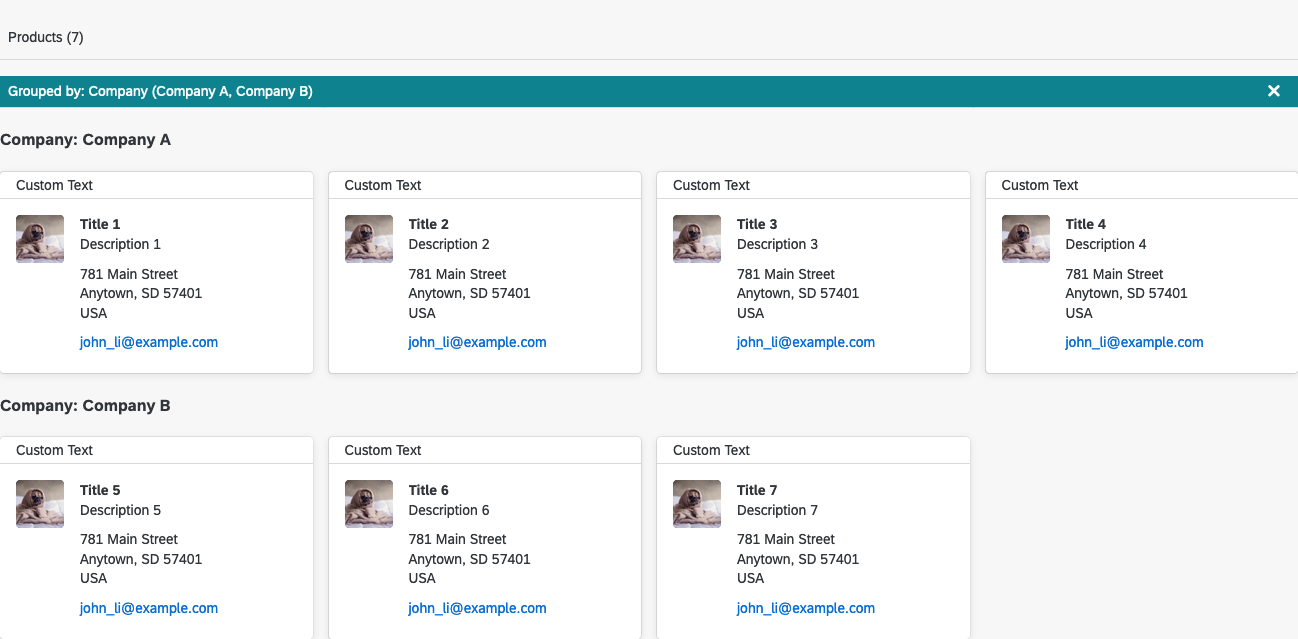 Products (7)
Grouped by: Company (Company A, Company B)
Company: Company A
Custom Text
Title 1
Description 1
781 Main Street
Anytown, SD 57401
USA
john_li@example.com
Custom Text
Title 2
Description 2
781 Main Street
Anytown, SD 57401
USA
john_li@example.com
Custom Text
Title 3
Description 3
781 Main Street
Anytown, SD 57401
USA
john_li@example.com
Custom Text
Title 4
Description 4
781 Main Street
Anytown, SD 57401
USA
john_li@example.com
Company: Company B
Custom Text
Title 5
Description 5
781 Main Street
Anytown, SD 57401
USA
john_li@example.com
Custom Text
Title 6
Description 6
781 Main Street
Anytown, SD 57401
USA
john_li@example.com
Custom Text
Title 7
Description 7
781 Main Street
Anytown, SD 57401
USA
john_li@example.com